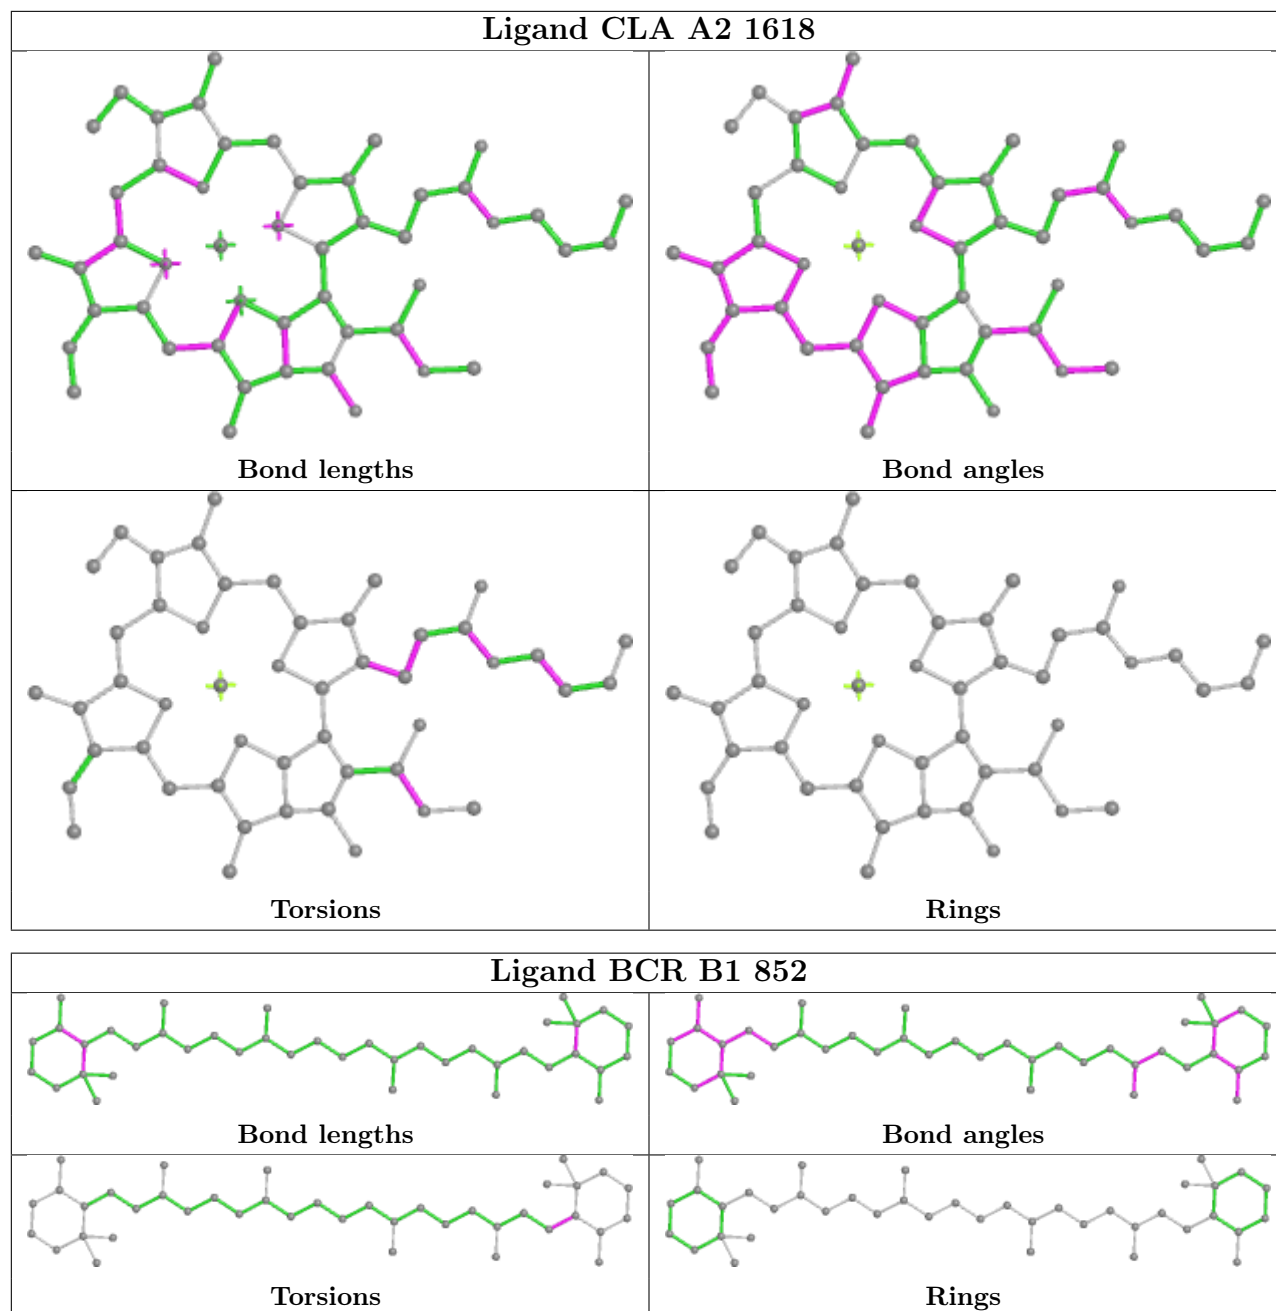 Ligand CLA A2 1618
Bond lengths
Bond angles
Torsions
Rings
Ligand BCR B1 852
Bond lengths
Bond angles
Torsions
Rings